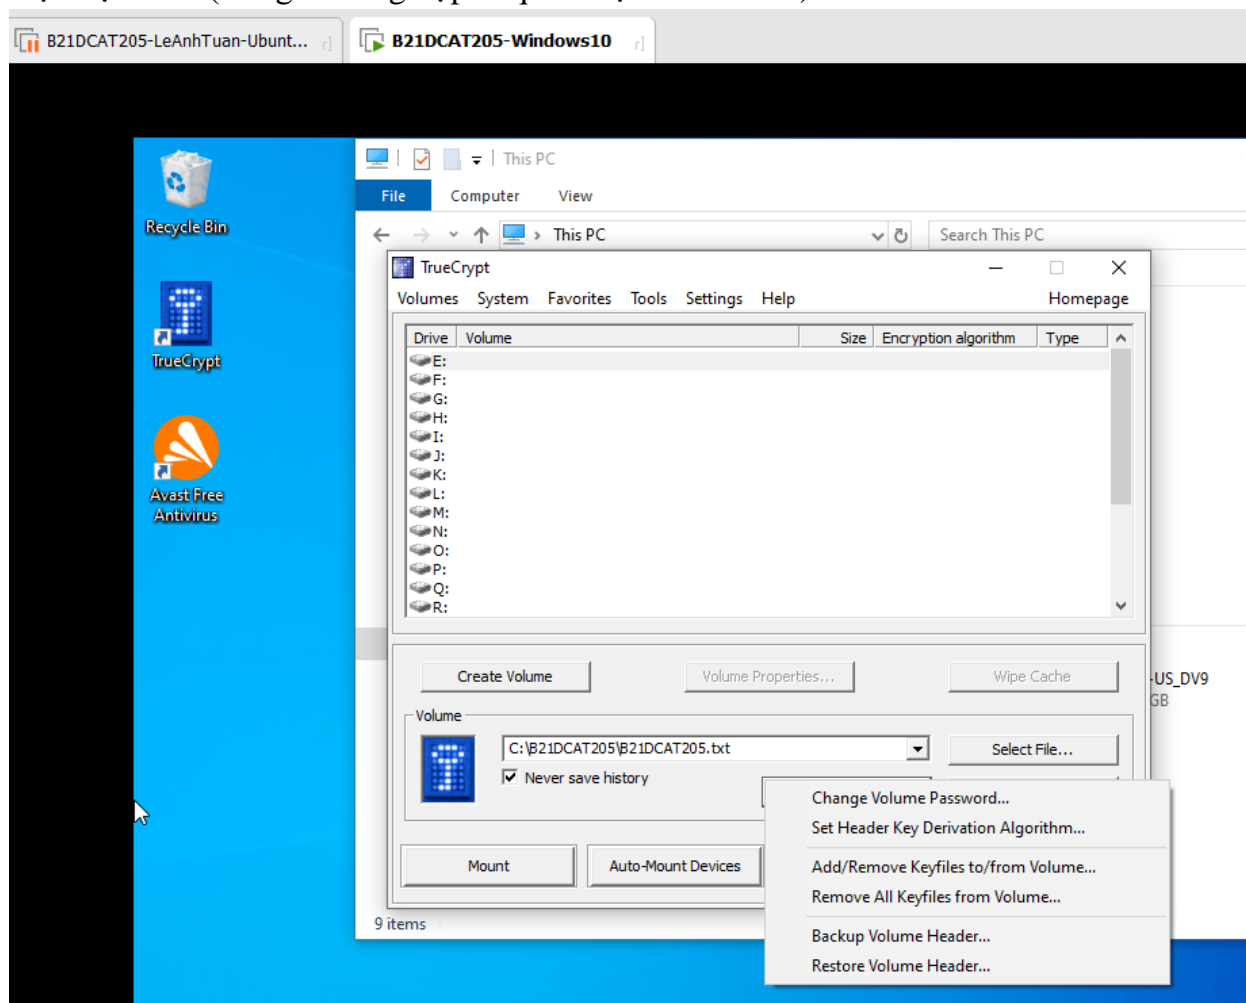 B21DCAT205-LeAnhTuan-Ubunt...
B21DCAT205-Windows10
This PC
File Computer View
This PC
Search This PC
Recycle Bin
TrueCrypt
Avast Free
Antivirus
TrueCrypt
Volumes System Favorites Tools Settings Help Homepage
Drive Volume Size Encryption algorithm Type
E:
F:
G:
H:
I:
J:
K:
L:
M:
N:
O:
P:
Q:
R:
Create Volume Volume Properties... Wipe Cache
-US_DV9
GB
Volume
C:\B21DCAT205\B21DCAT205.txt
Select File...
Never save history
Change Volume Password...
Set Header Key Derivation Algorithm...
Add/Remove Keyfiles to/from Volume...
Remove All Keyfiles from Volume...
Backup Volume Header...
Restore Volume Header...
Mount Auto-Mount Devices
9 items